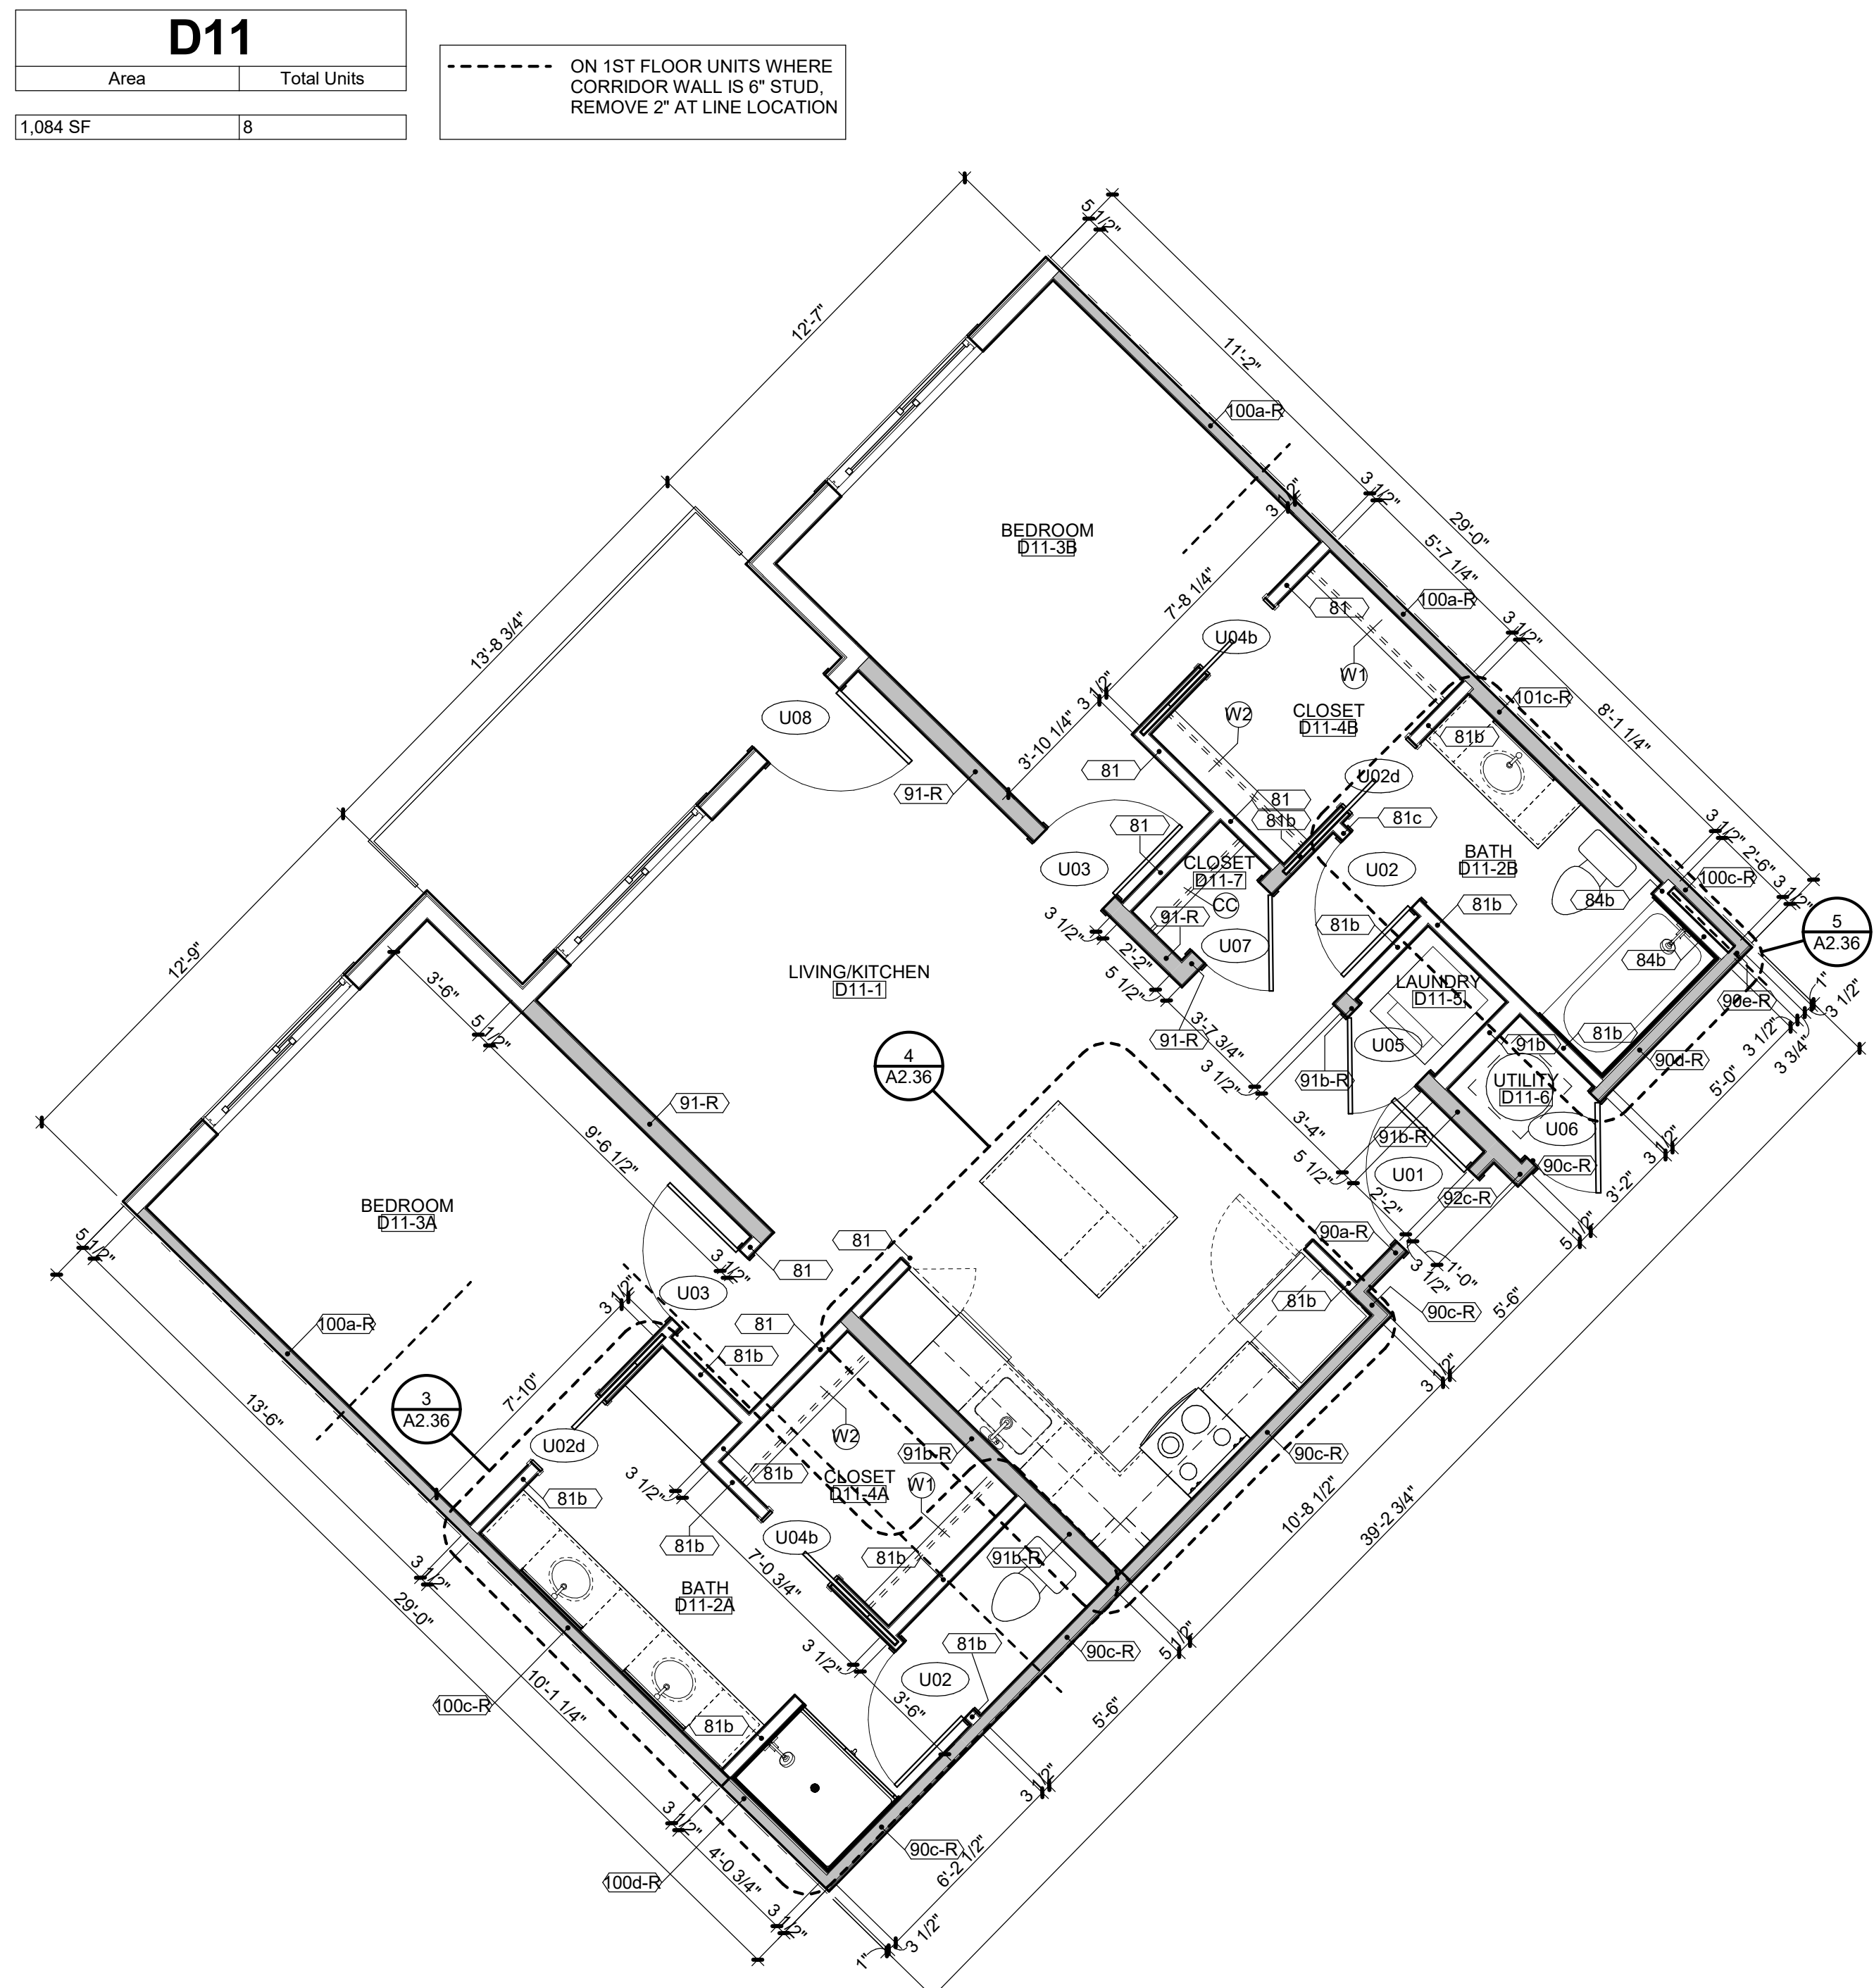 D11
Area Total Units
1,084 SF 8
ON 1ST FLOOR UNITS WHERE
CORRIDOR WALL IS 6" STUD,
REMOVE 2" AT LINE LOCATION
5 1/2"
12'-7"
11'-2"
100a-R
3 1/2"
3 1/2"
29'-0"
BEDROOM
D11-3B
5'-7 1/4"
7'-8 1/4"
100a-R
81
13'-8 3/4"
U04b
3 1/2"
W1
3 1/2"
101c-R
U08
W2
CLOSET
D11-4B
8'-1 1/4"
81b
3'-10 1/4"
81
U02d
91-R
81
81b
81c
3 1/2"
81
U03
CLOSET
D11-7
U02
BATH
D11-2B
2'-6"
100c-R
3 1/2"
84b
CC
91-R
81b
81b
3 1/2"
U07
5
A2.36
12'-9"
2'-2"
84b
LIVING/KITCHEN
D11-1
3'-6"
LAUNDRY
D11-5
5 1/2"
90e-R
1"
3 1/2"
5 1/2"
3'-7 3/4"
91-R
U05
91b
81b
3 1/2"
3 3/4"
4
A2.36
90d-R
3 1/2"
91b-R
UTILITY
D11-6
5'-0"
91-R
3'-4"
91b-R
U06
9'-6 1/2"
3 1/2"
5 1/2"
U01
90c-R
3'-2"
BEDROOM
D11-3A
2'-2"
92c-R
90a-R
5 1/2"
5 1/2"
81
81
3 1/2"
3 1/2"
1'-0"
U03
3 1/2"
81b
90c-R
5'-6"
100a-R
81
81b
3 1/2"
3
A2.36
7'-10"
13'-6"
U02d
W2
91b-R
90c-R
3 1/2"
81b
CLOSET
D11-4A
W1
81b
10'-8 1/2"
39'-2 3/4"
U04b
81b
81b
91b-R
3 1/2"
7'-0 3/4"
BATH
D11-2A
29'-0"
81b
5 1/2"
3 1/2"
90c-R
U02
10'-1 1/4"
100c-R
3'-6"
81b
5'-6"
3 1/2"
3 1/2"
90c-R
4'-0 3/4"
6'-2 1/2"
100d-R
3 1/2"
3 1/2"
1"